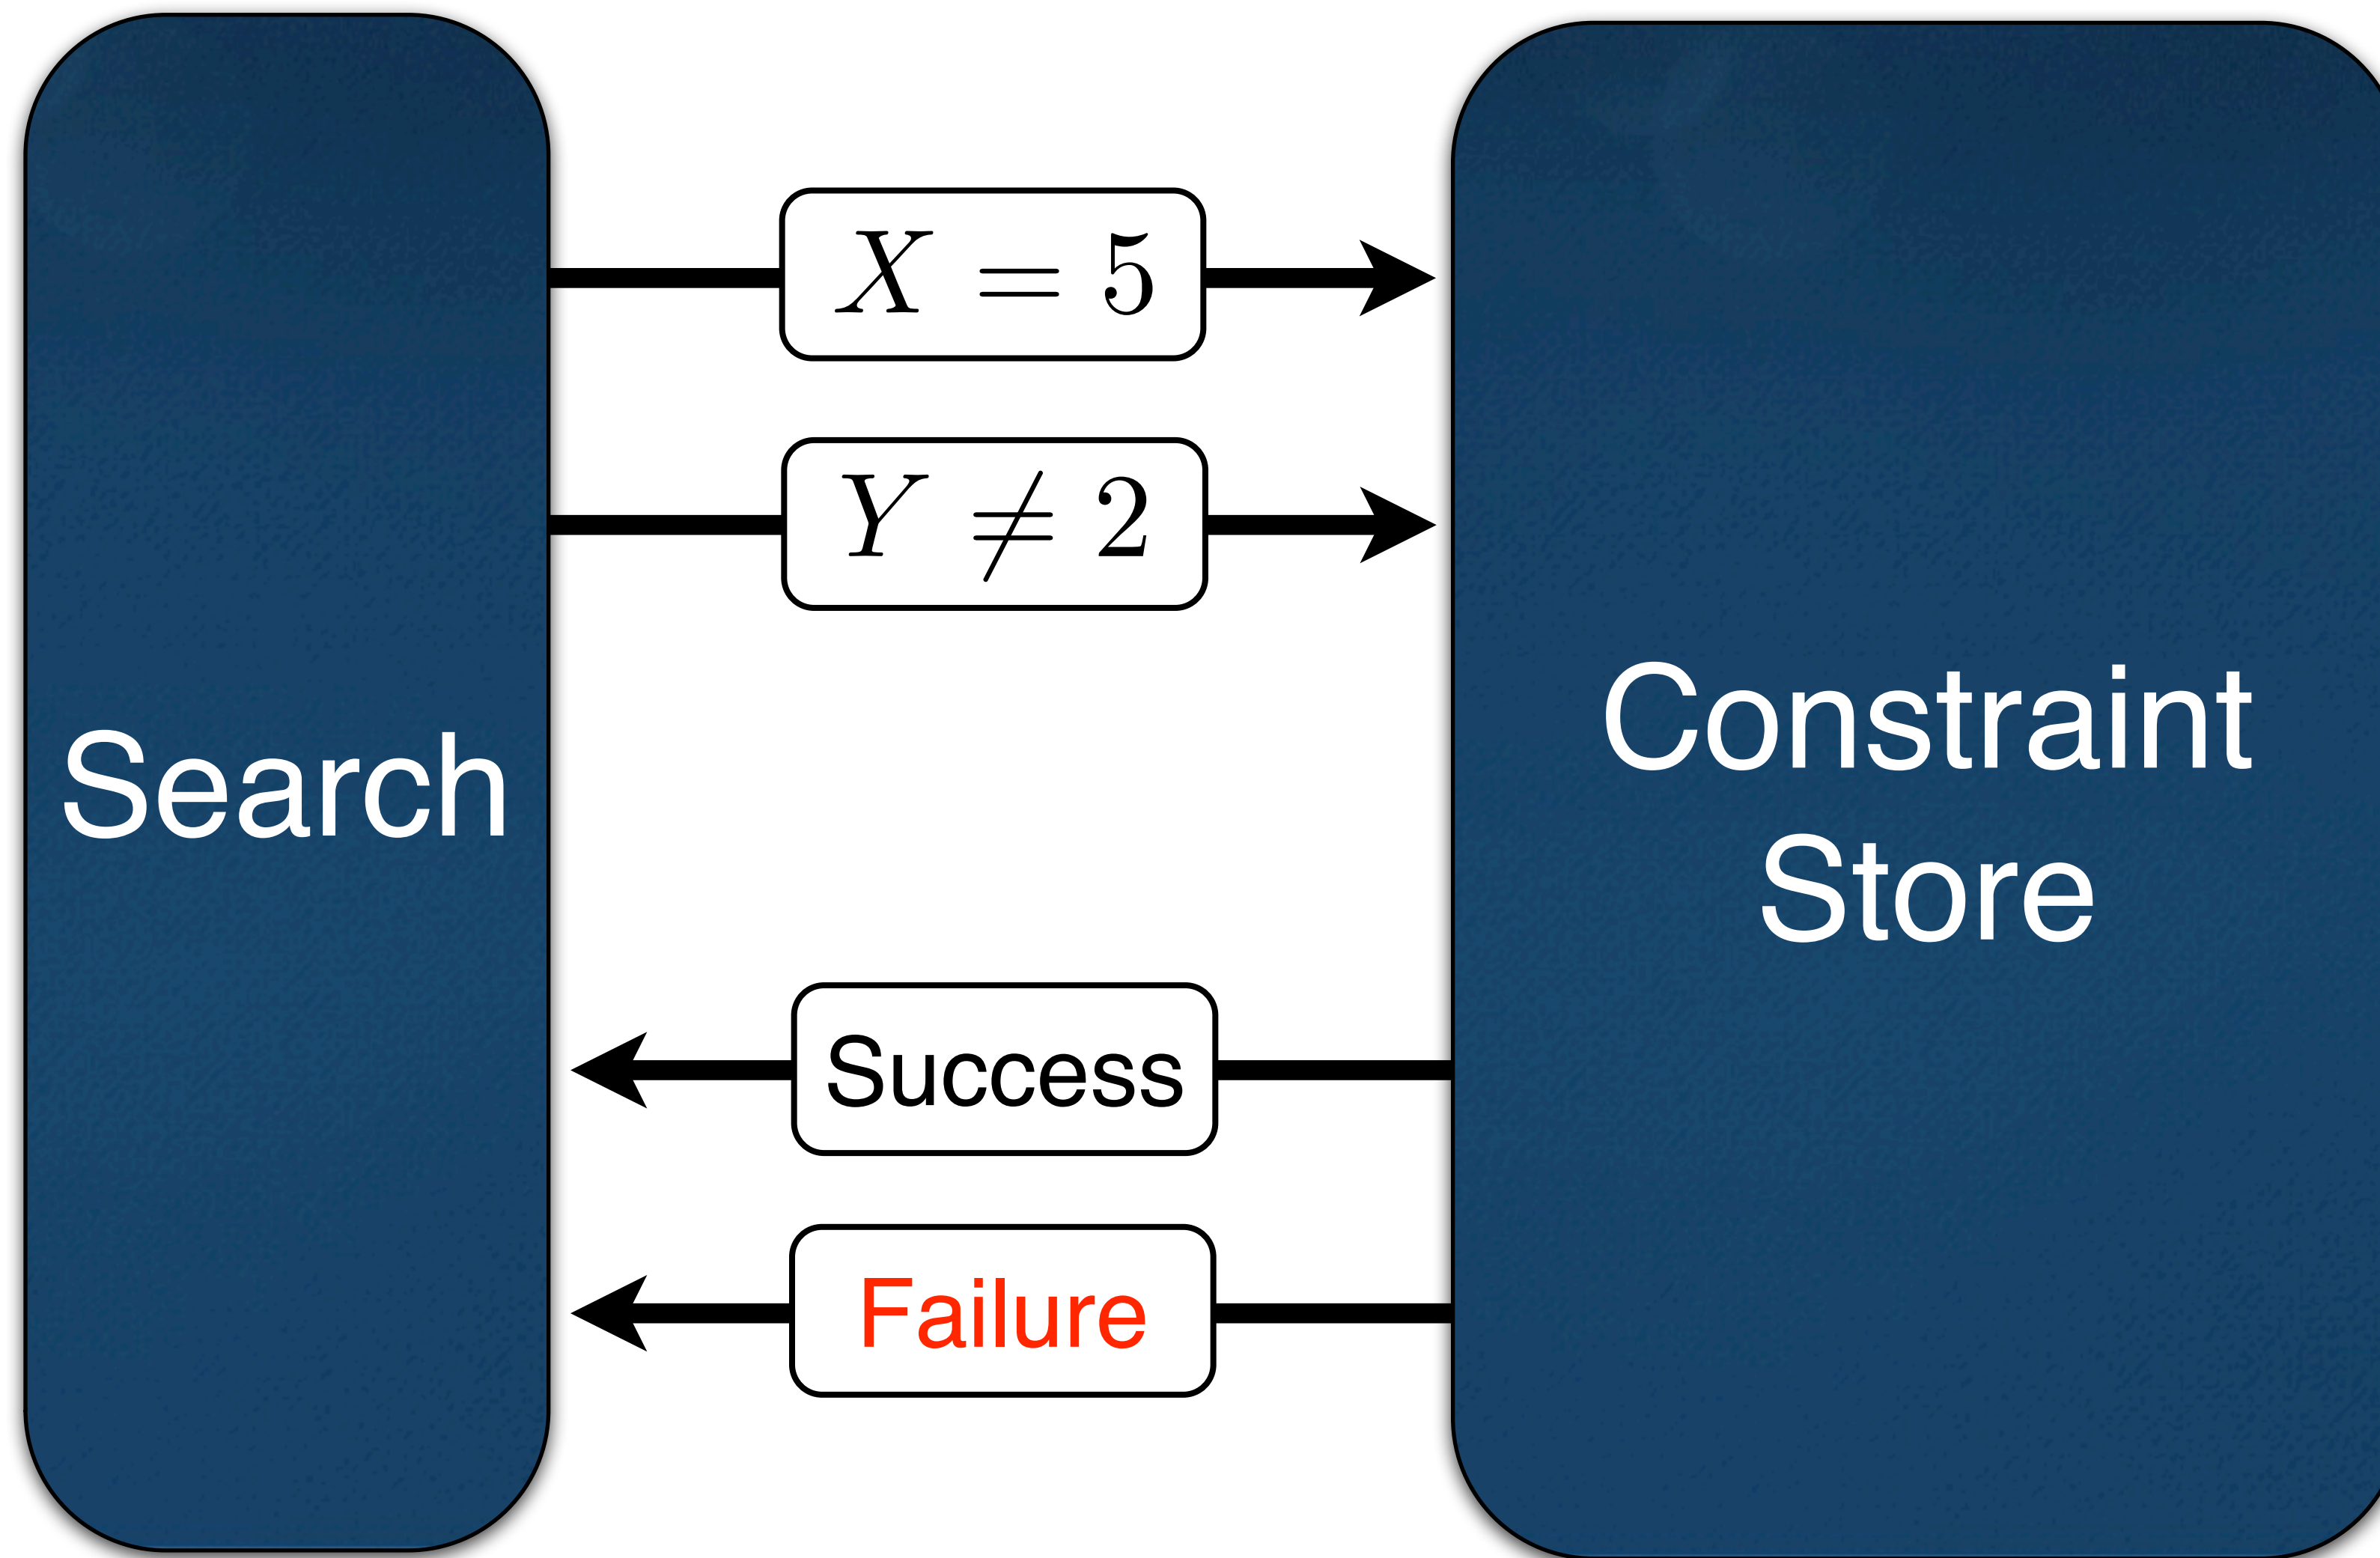 Search
X = 5
Y ≠ 2
Success
Failure
Constraint
Store